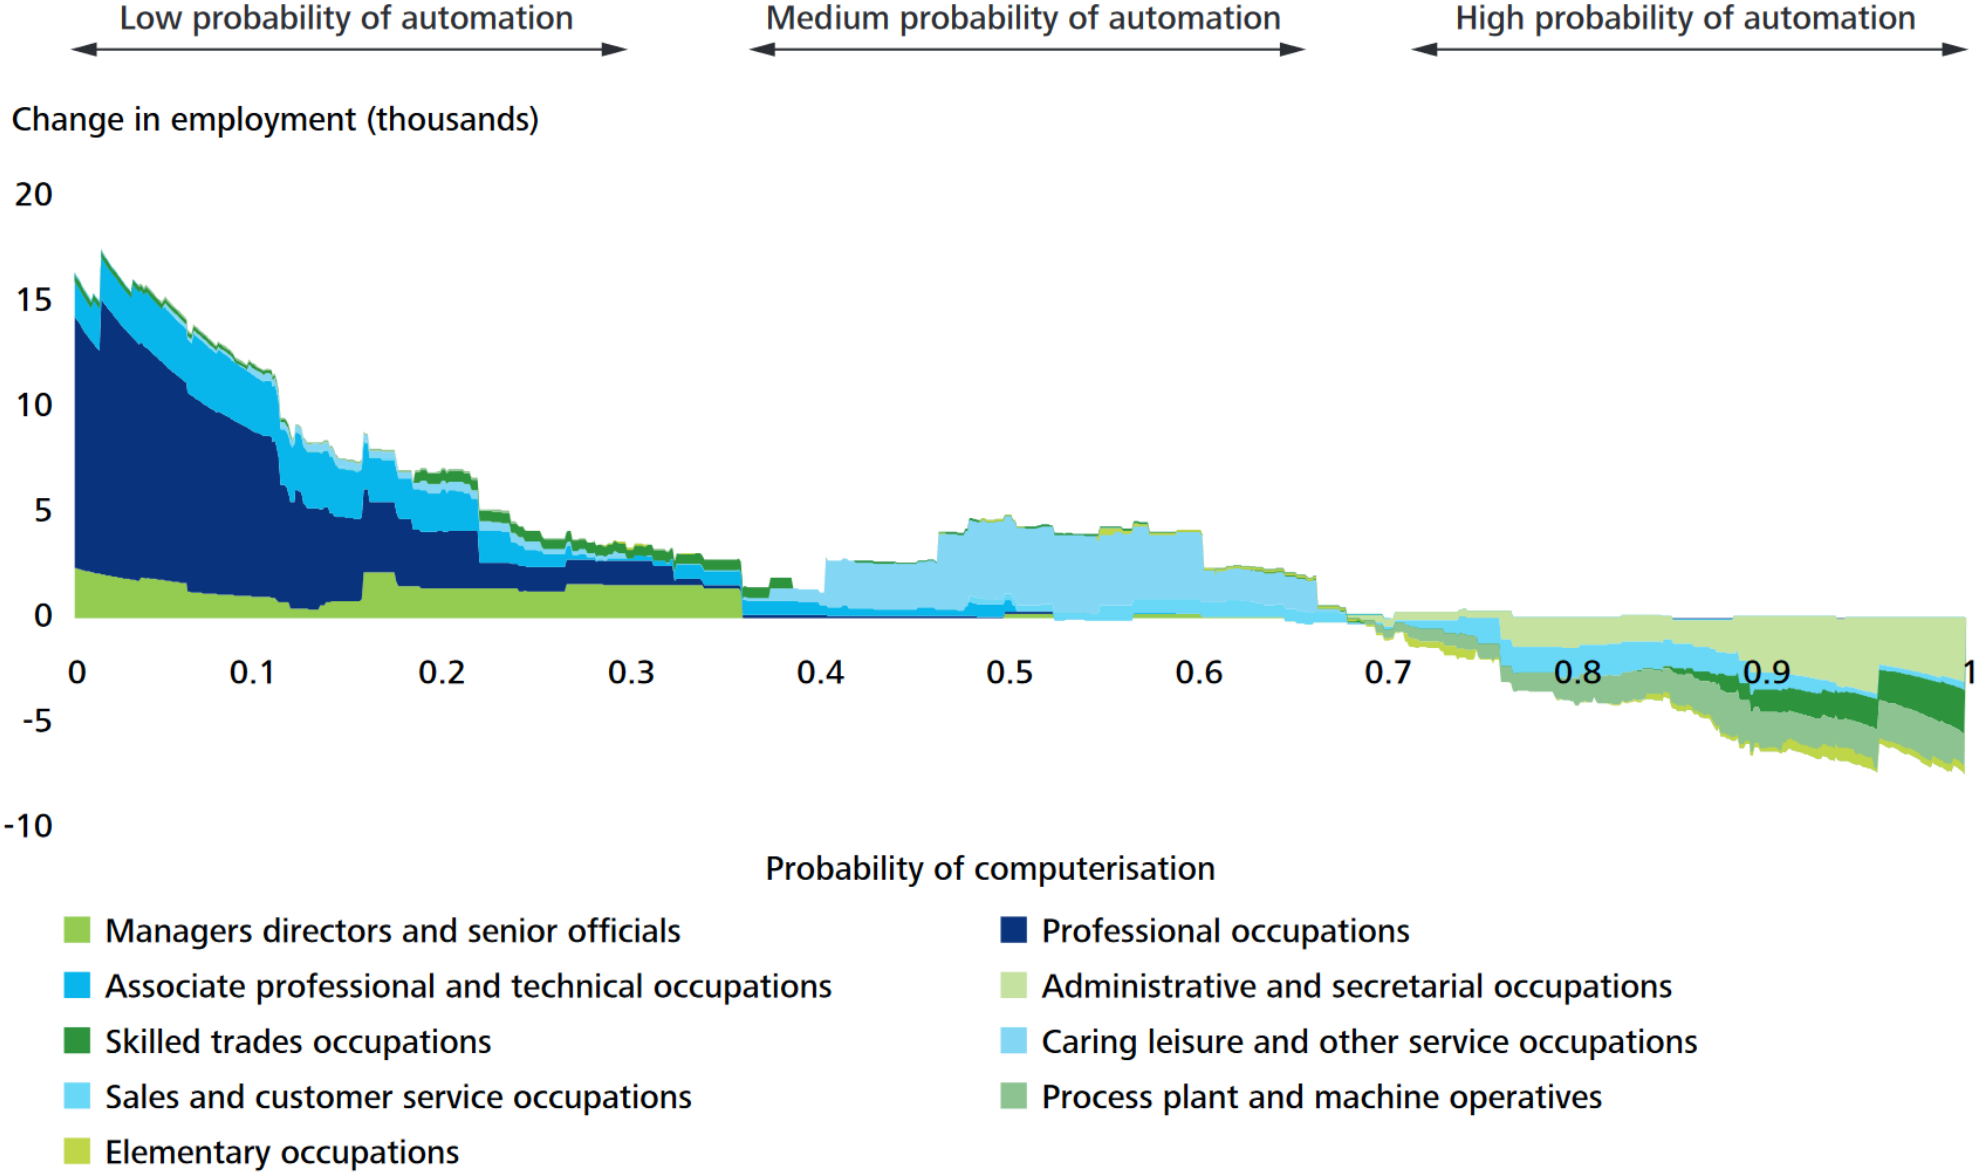 Low probability of automation Medium probability of automation High probability of automation
Change in employment (thousands)
20
15
10
5
0
0 0.1 0.2 0.3 0.4 0.5 0.6 0.7 0.8 0.9 1
-5
-10
Probability of computerisation
Managers directors and senior officials Professional occupations
Associate professional and technical occupations Administrative and secretarial occupations
Skilled trades occupations Caring leisure and other service occupations
Sales and customer service occupations Process plant and machine operatives
Elementary occupations